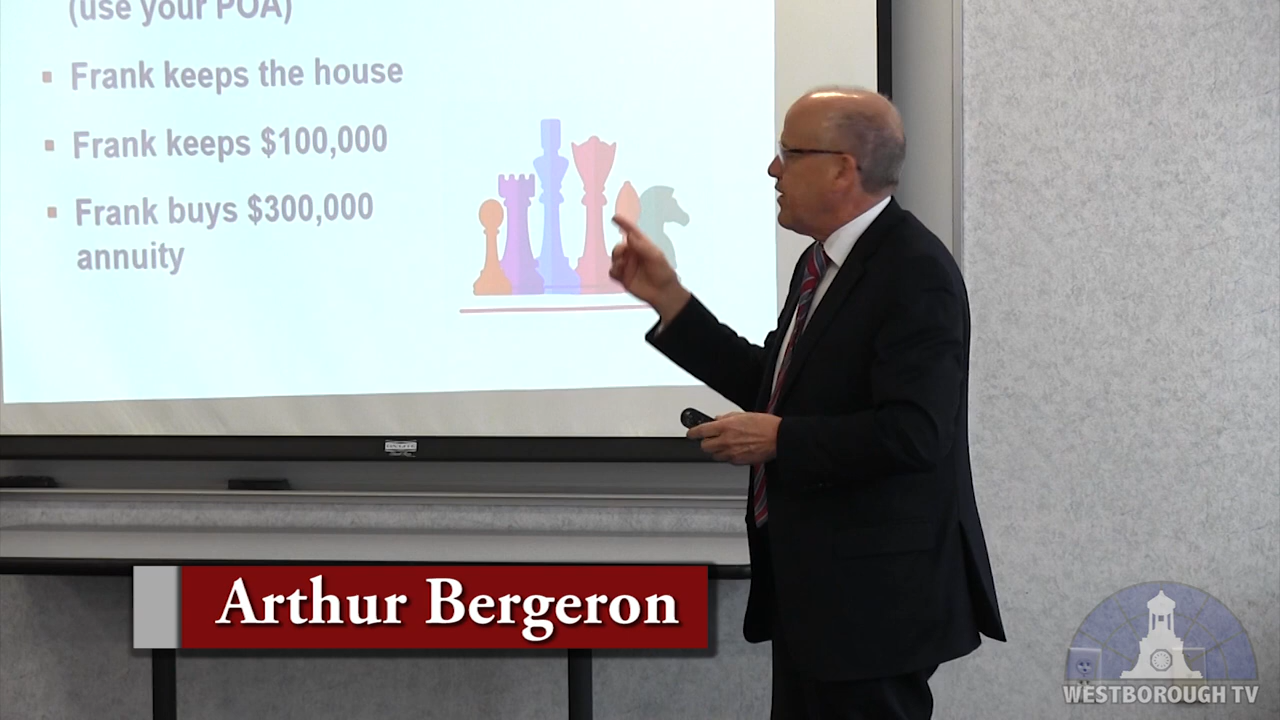 (use your POA)
▪ Frank keeps the house
▪ Frank keeps $100,000
▪ Frank buys $300,000
annuity
Arthur Bergeron
WESTBOROUGH TV